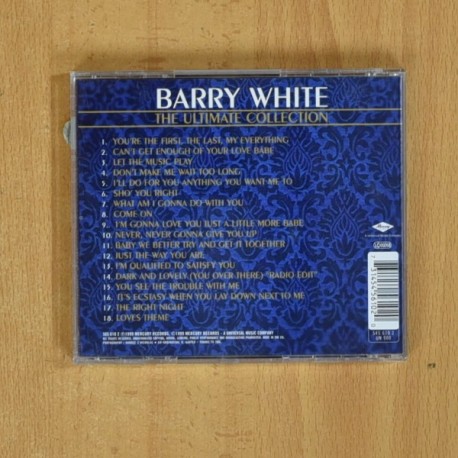 BARRY WHITE
THE ULTIMATE COLLECTION
1. YOU'RE THE FIRST, THE LAST, MY EVERYTHING
2. CAN'T GET ENOUGH OF YOUR LOVE BABE
3. LET THE MUSIC PLAY
4. DON'T MAKE ME WAIT TOO LONG
5. I'LL DO FOR YOU ANYTHING YOU WANT ME TO
6. SHO' YOU RIGHT
7. WHAT AM I GONNA DO WITH YOU
8. COME ON
9. I'M GONNA LOVE YOU JUST A LITTLE MORE BABE
10. NEVER, NEVER GONNA GIVE YOU UP
11. BABY WE BETTER TRY AND GET IT TOGETHER
12. JUST THE WAY YOU ARE
13. I'M QUALIFIED TO SATISFY YOU
14. DARK AND LOVELY (YOU OVER THERE) "RADIO EDIT"
15. YOU SEE THE TROUBLE WITH ME
16. IT'S ECSTASY WHEN YOU LAY DOWN NEXT TO ME
17. THE RIGHT NIGHT
18. LOVES THEME